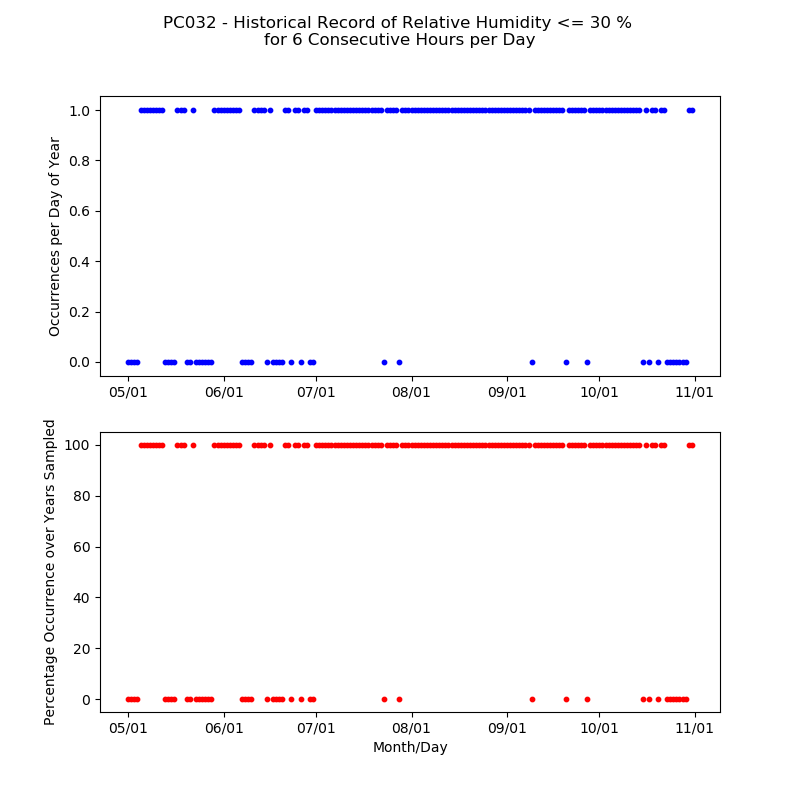 PC032 - Historical Record of Relative Humidity <= 30 %
for 6 Consecutive Hours per Day
Occurrences per Day of Year
1.0
0.8
0.6
0.4
0.2
0.0
05/01 06/01 07/01 08/01 09/01 10/01 11/01
Percentage Occurrence over Years Sampled
100
80
60
40
20
0
05/01 06/01 07/01 08/01 09/01 10/01 11/01
Month/Day